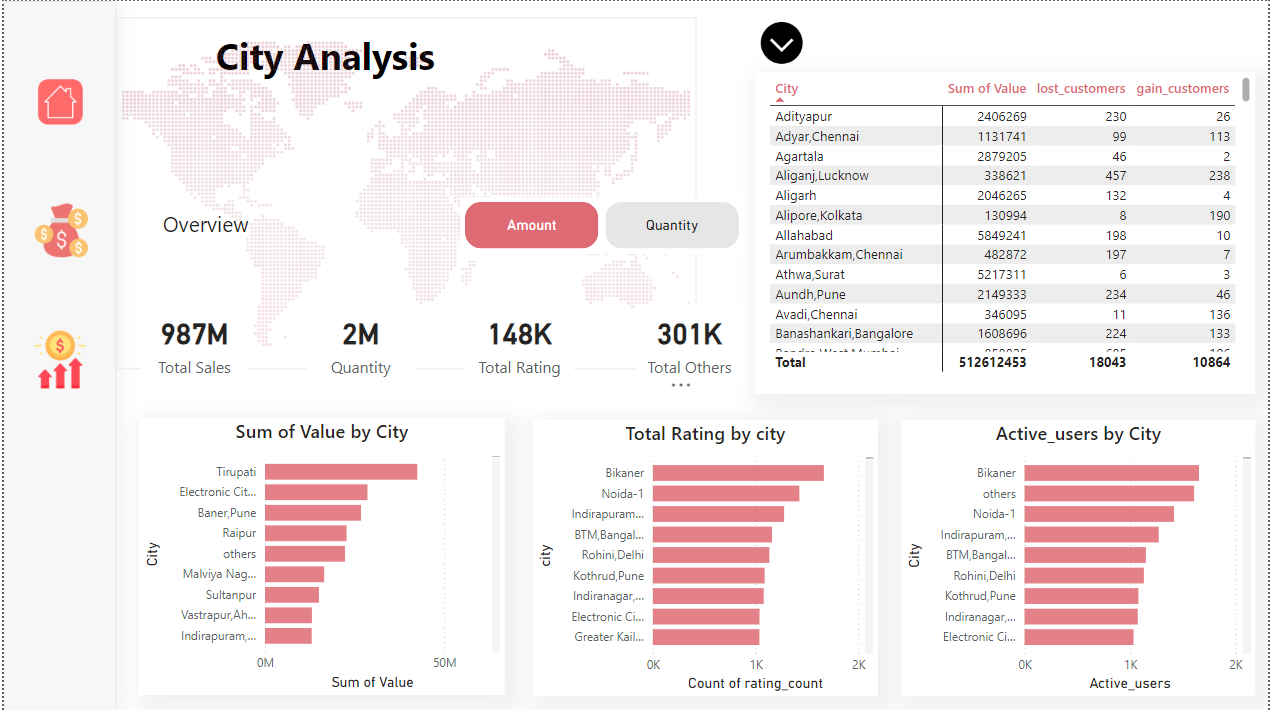 City Analysis
Overview
Amount
Quantity
987M
Total Sales
2M
Quantity
148K
Total Rating
301K
Total Others
City Sum of Value lost_customers gain_customers
Adityapur 2406269 230 26
Adyar,Chennai 1131741 99 113
Agartala 2879205 46 2
Aliganj,Lucknow 338621 457 238
Aligarh 2046265 132 4
Alipore,Kolkata 130994 8 190
Allahabad 5849241 198 10
Arumbakkam,Chennai 482872 197 7
Athwa,Surat 5217311 6 3
Aundh,Pune 2149333 234 46
Avadi,Chennai 346095 11 136
Banashankari,Bangalore 1608696 224 133
Total 512612453 18043 10864
Sum of Value by City
City
Tirupati
Electronic Cit...
Baner,Pune
Raipur
others
Malviya Nag...
Sultanpur
Vastrapur,Ah...
Indirapuram,...
0M 50M
Sum of Value
Total Rating by city
city
Bikaner
Noida-1
Indirapuram...
BTM,Bangal...
Rohini,Delhi
Kothrud,Pune
Indiranagar,...
Electronic Ci...
Greater Kail...
0K 1K 2K
Count of rating_count
Active_users by City
City
Bikaner
others
Noida-1
Indirapuram,...
BTM,Bangal...
Rohini,Delhi
Kothrud,Pune
Indiranagar,...
Electronic Ci...
0K 1K 2K
Active_users